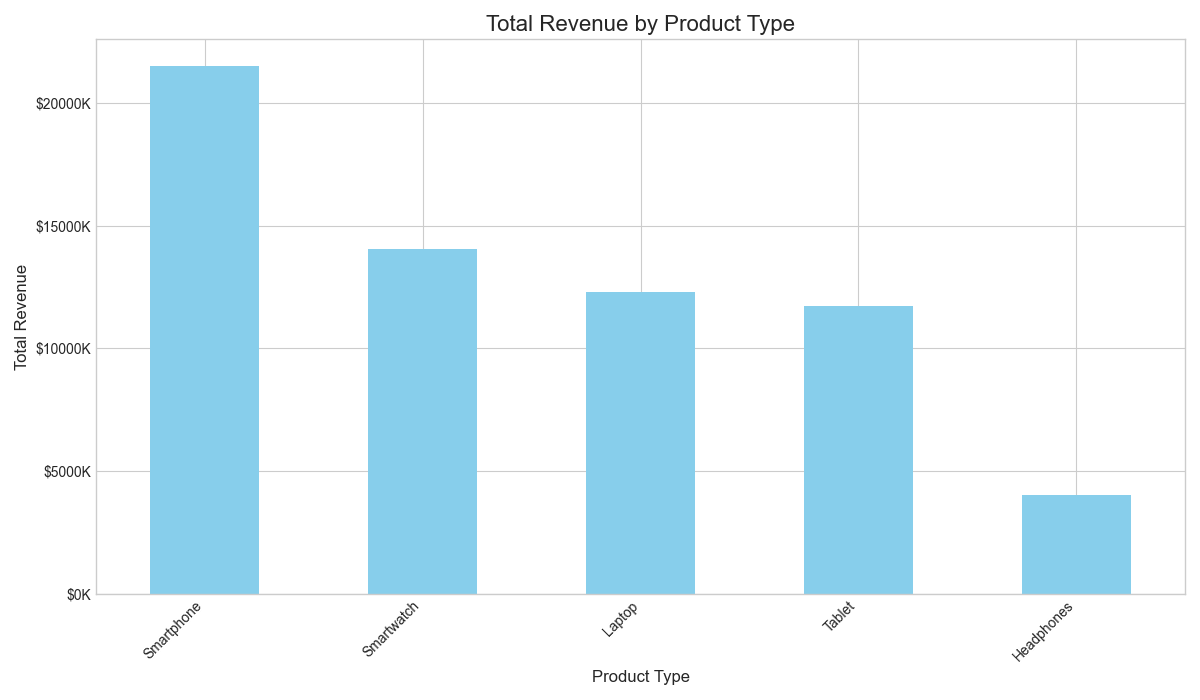 Total Revenue by Product Type
Total Revenue
$20000K
$15000K
$10000K
$5000K
$0K
Smartphone
Smartwatch
Laptop
Tablet
Headphones
Product Type